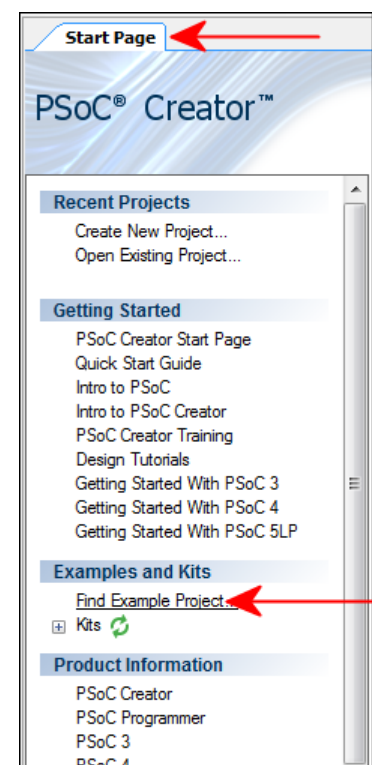 Start Page
PSoC® Creator™
Recent Projects
Create New Project...
Open Existing Project...
Getting Started
PSoC Creator Start Page
Quick Start Guide
Intro to PSoC
Intro to PSoC Creator
PSoC Creator Training
Design Tutorials
Getting Started With PSoC 3
Getting Started With PSoC 4
Getting Started With PSoC 5LP
Examples and Kits
Find Example Project...
Kits
Product Information
PSoC Creator
PSoC Programmer
PSoC 3
PSoC 4